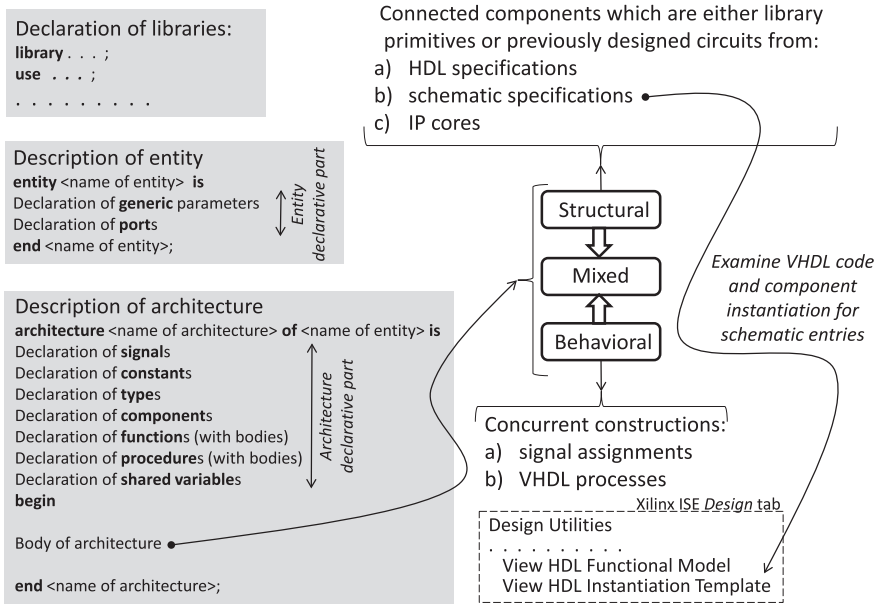 Declaration of libraries:
library . . . ;
use . . . ;
. . . . . . . . .
Description of entity
entity <name of entity> is
Declaration of generic parameters
Declaration of ports
end <name of entity>;
Entity
declarative part
Description of architecture
architecture <name of architecture> of <name of entity> is
Declaration of signals
Declaration of constants
Declaration of types
Declaration of components
Declaration of functions (with bodies)
Declaration of procedures (with bodies)
Declaration of shared variables
begin
Architecture
declarative part
Body of architecture
end <name of architecture>;
Connected components which are either library
primitives or previously designed circuits from:
a) HDL specifications
b) schematic specifications
c) IP cores
Structural
Mixed
Behavioral
Examine VHDL code
and component
instantiation for
schematic entries
Concurrent constructions:
a) signal assignments
b) VHDL processes
Xilinx ISE Design tab
Design Utilities
. . . . . . . . . .
View HDL Functional Model
View HDL Instantiation Template